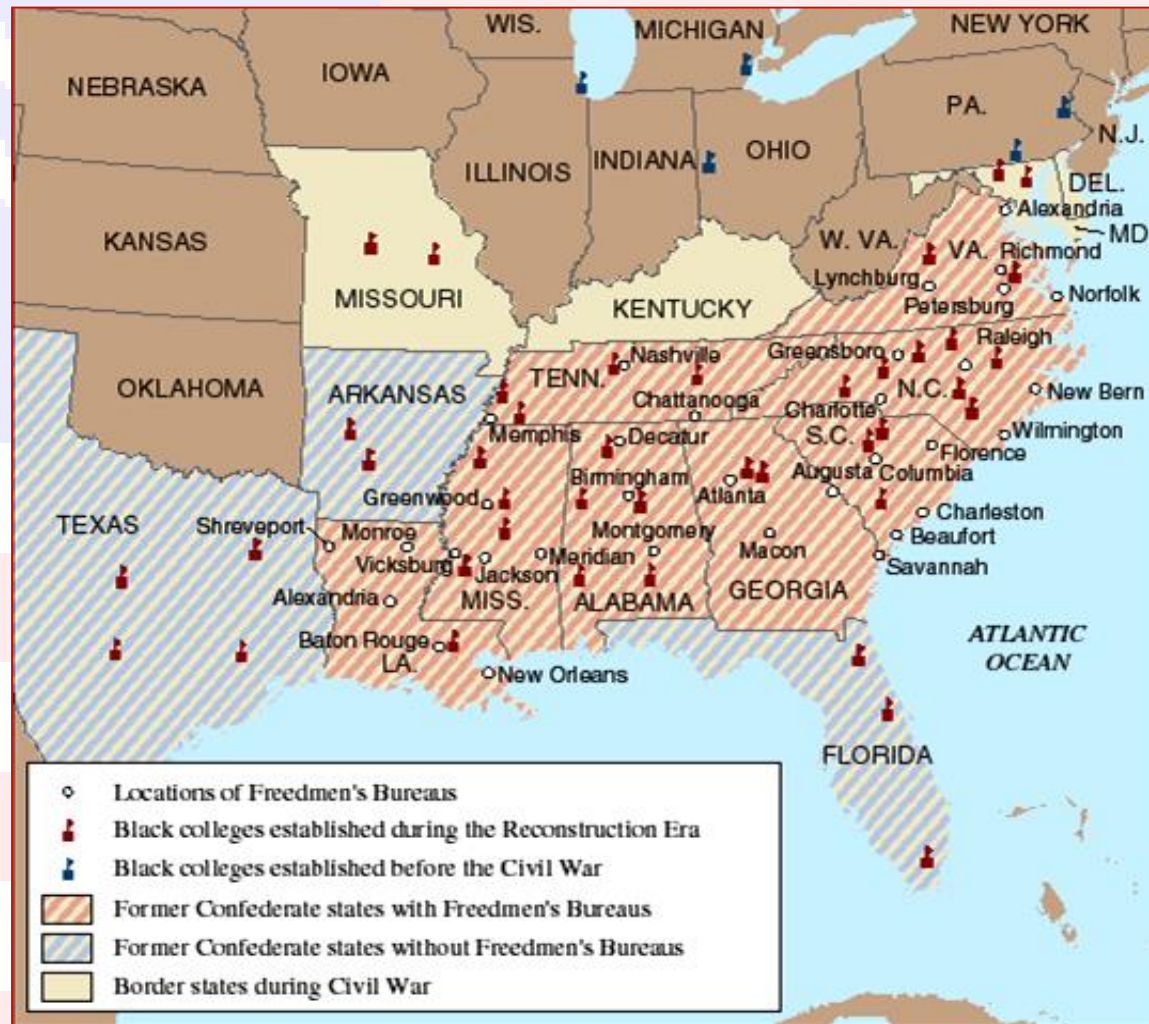 WIS.
MICHIGAN
NEW YORK
NEBRASKA
IOWA
PA.
N.J.
ILLINOIS
INDIANA
OHIO
DEL.
Alexandria
MD
KANSAS
W. VA.
VA.
Richmond
Lynchburg
Petersburg
Norfolk
MISSOURI
KENTUCKY
Nashville
Greensboro
Raleigh
OKLAHOMA
ARKANSAS
TENN.
Chattanooga
N.C.
New Bern
Charlotte
Memphis
Decatur
S.C.
Wilmington
Florence
Birmingham
Augusta
Columbia
Greenwood
Atlanta
TEXAS
Shreveport
Monroe
Montgomery
Charleston
Vicksburg
Meridian
Macon
Beaufort
Jackson
Savannah
Alexandria
MISS.
ALABAMA
GEORGIA
Baton Rouge
LA.
New Orleans
ATLANTIC
OCEAN
FLORIDA
Locations of Freedmen's Bureaus
Black colleges established during the Reconstruction Era
Black colleges established before the Civil War
Former Confederate states with Freedmen's Bureaus
Former Confederate states without Freedmen's Bureaus
Border states during Civil War